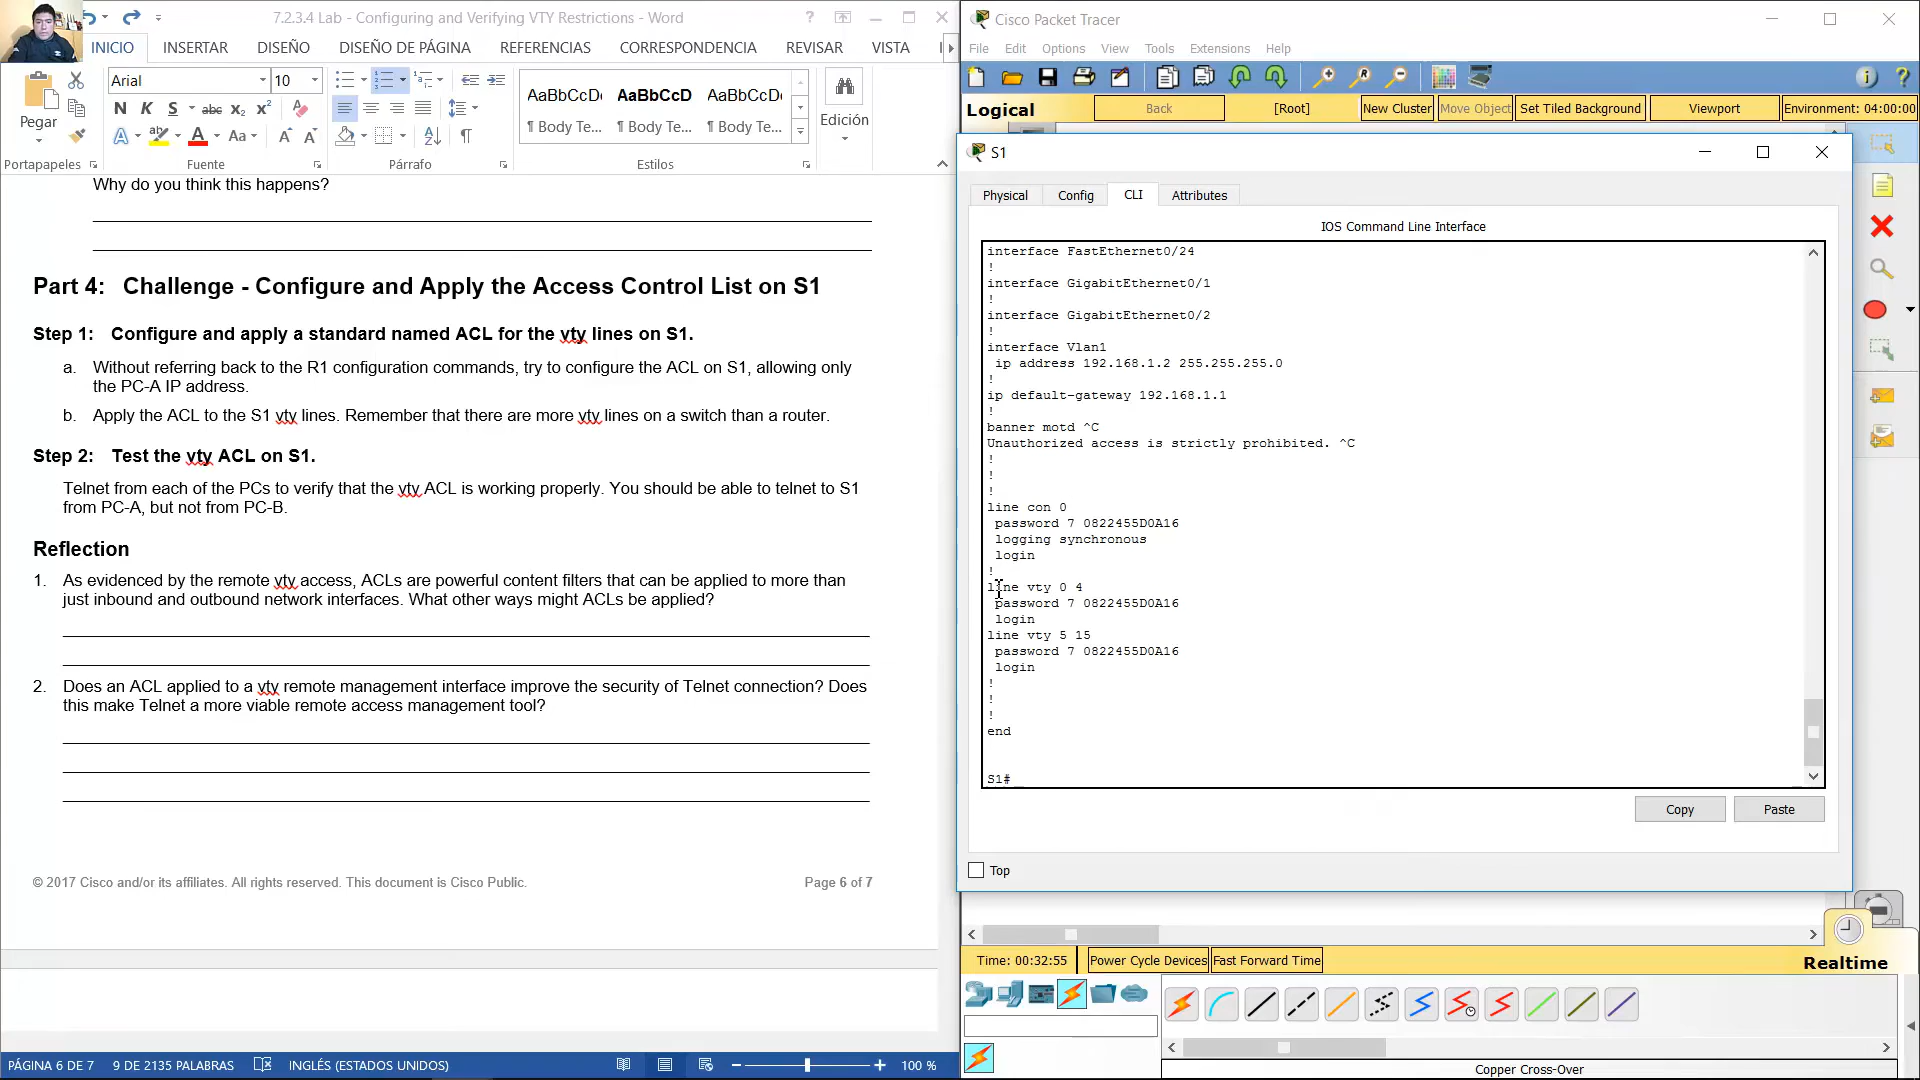 7.2.3.4 Lab - Configuring and Verifying VTY Restrictions - Word
INICIO
INSERTAR
DISEÑO
DISEÑO DE PÁGINA
REFERENCIAS
CORRESPONDENCIA
REVISAR
VISTA
Pegar
Arial
10
N K S abc x₂ x²
A Aa A A
AaBbCcDc
AaBbCcD
AaBbCcDc
¶ Body Te...
¶ Body Te...
¶ Body Te...
Edición
Portapapeles
Fuente
Párrafo
Estilos
Why do you think this happens?
Part 4: Challenge - Configure and Apply the Access Control List on S1
Step 1: Configure and apply a standard named ACL for the vty lines on S1.
a. Without referring back to the R1 configuration commands, try to configure the ACL on S1, allowing only
the PC-A IP address.
b. Apply the ACL to the S1 vty lines. Remember that there are more vty lines on a switch than a router.
Step 2: Test the vty ACL on S1.
Telnet from each of the PCs to verify that the vty ACL is working properly. You should be able to telnet to S1
from PC-A, but not from PC-B.
Reflection
1. As evidenced by the remote vty access, ACLs are powerful content filters that can be applied to more than
just inbound and outbound network interfaces. What other ways might ACLs be applied?
2. Does an ACL applied to a vty remote management interface improve the security of Telnet connection? Does
this make Telnet a more viable remote access management tool?
© 2017 Cisco and/or its affiliates. All rights reserved. This document is Cisco Public.
Page 6 of 7
PÁGINA 6 DE 7
9 DE 2135 PALABRAS
INGLÉS (ESTADOS UNIDOS)
100 %
Cisco Packet Tracer
File Edit Options View Tools Extensions Help
Logical
Back
[Root]
New Cluster
Move Object
Set Tiled Background
Viewport
Environment: 04:00:00
S1
Physical
Config
CLI
Attributes
IOS Command Line Interface
interface FastEthernet0/24
!
interface GigabitEthernet0/1
!
interface GigabitEthernet0/2
!
interface Vlan1
ip address 192.168.1.2 255.255.255.0
!
ip default-gateway 192.168.1.1
!
banner motd ^C
Unauthorized access is strictly prohibited. ^C
!
!
!
line con 0
password 7 0822455D0A16
logging synchronous
login
!
line vty 0 4
password 7 0822455D0A16
login
line vty 5 15
password 7 0822455D0A16
login
!
!
!
end
S1#
Copy
Paste
Top
Time: 00:32:55
Power Cycle Devices
Fast Forward Time
Realtime
Copper Cross-Over